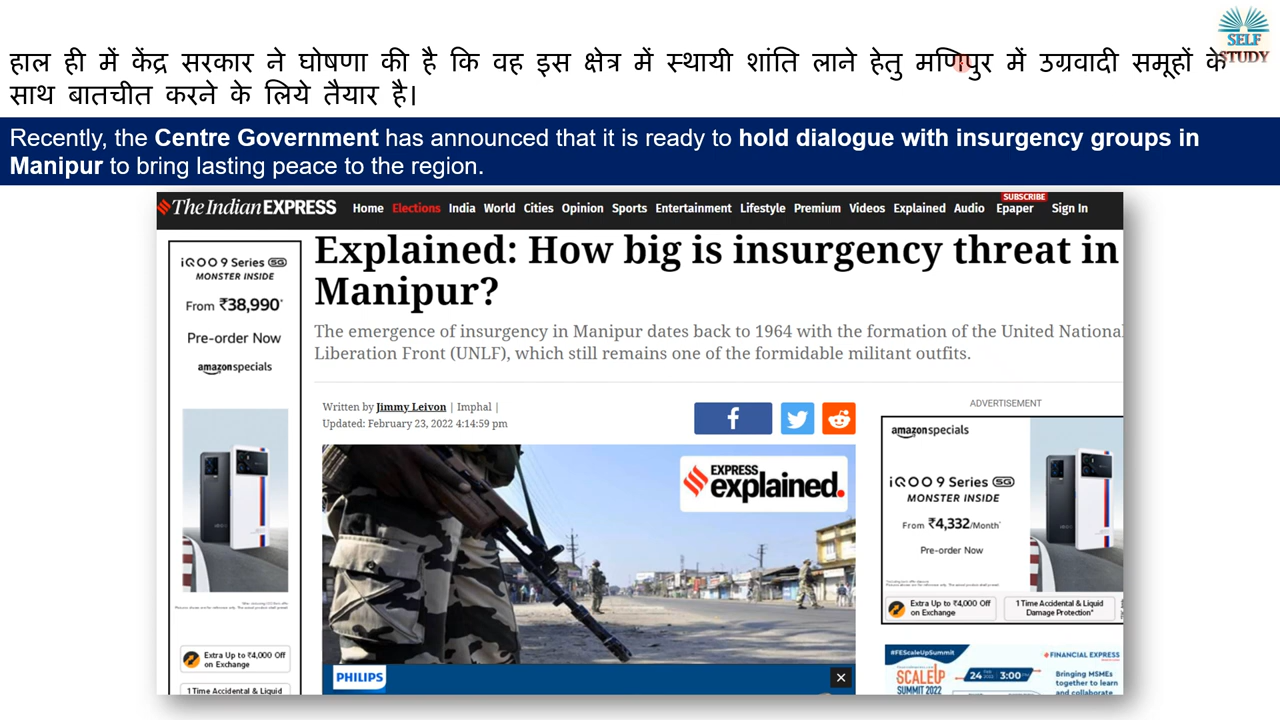 SELF
STUDY
हाल ही में केंद्र सरकार ने घोषणा की है कि वह इस क्षेत्र में स्थायी शांति लाने हेतु मणिपुर में उग्रवादी समूहों के
साथ बातचीत करने के लिये तैयार है।
Recently, the Centre Government has announced that it is ready to hold dialogue with insurgency groups in
Manipur to bring lasting peace to the region.
The Indian EXPRESS
Home Elections India World Cities Opinion Sports Entertainment Lifestyle Premium Videos Explained Audio Epaper Sign In
SUBSCRIBE
Explained: How big is insurgency threat in
Manipur?
The emergence of insurgency in Manipur dates back to 1964 with the formation of the United National
Liberation Front (UNLF), which still remains one of the formidable militant outfits.
Written by Jimmy Leivon | Imphal |
Updated: February 23, 2022 4:14:59 pm
EXPRESS
explained.
PHILIPS
iQOO 9 Series 5G
MONSTER INSIDE
From ₹38,990*
Pre-order Now
amazonspecials
Extra Up to ₹4,000 Off
on Exchange
1 Time Accidental & Liquid
ADVERTISEMENT
amazonspecials
iQOO 9 Series 5G
MONSTER INSIDE
From ₹4,332/Month*
Pre-order Now
Extra Up to ₹4,000 Off
on Exchange
1 Time Accidental & Liquid
Damage Protection*
#FEScaleUpSummit
FINANCIAL EXPRESS
SCALEUP
SUMMIT 2022
24 3:00PM
Bringing MSMEs
together to learn
and collaborate